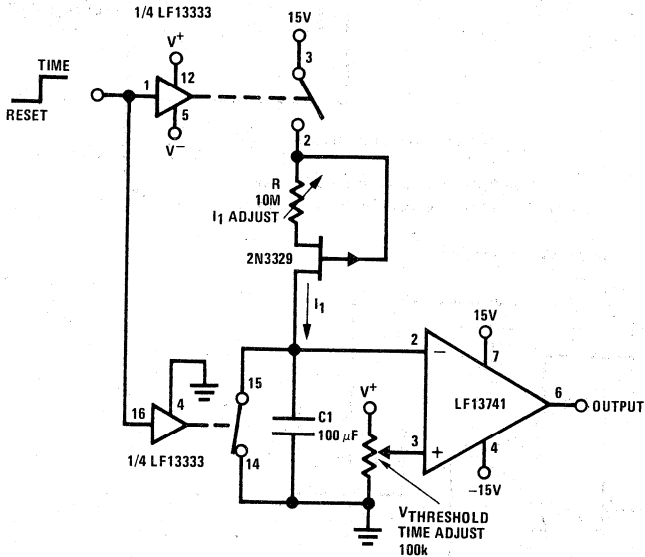 1/4 LF13333
15V
V+
3
TIME
1
12
RESET
5
V−
2
R
10M
I1 ADJUST
2N3329
I1
15V
2
−
7
4
15
V+
LF13741
6
OUTPUT
16
C1
100 μF
3
+
4
14
1/4 LF13333
−15V
VTHRESHOLD
TIME ADJUST
100k